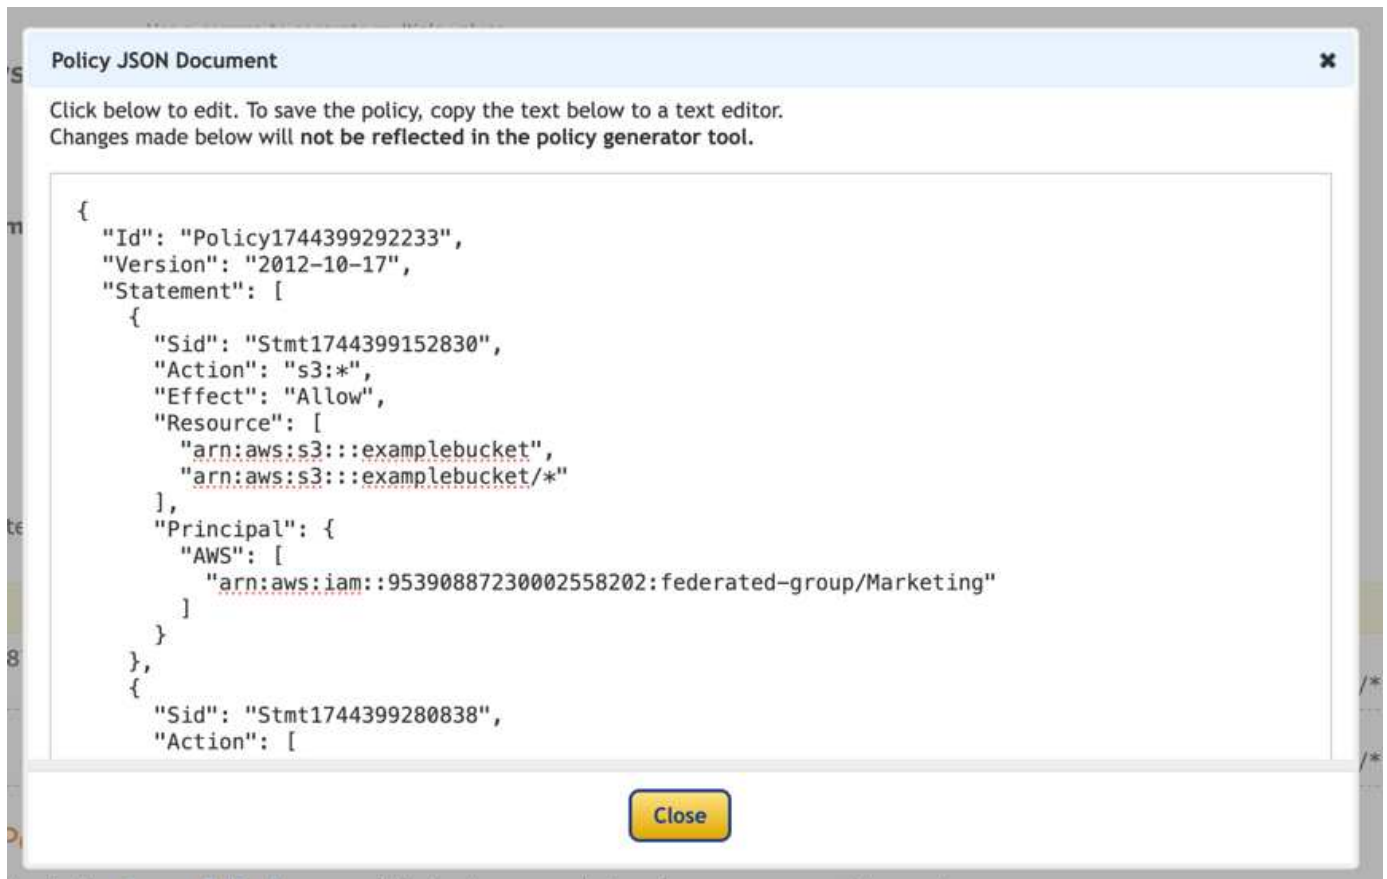 Policy JSON Document ✖
Click below to edit. To save the policy, copy the text below to a text editor.
Changes made below will not be reflected in the policy generator tool.
{
"Id": "Policy1744399292233",
"Version": "2012-10-17",
"Statement": [
{
"Sid": "Stmt1744399152830",
"Action": "s3:*",
"Effect": "Allow",
"Resource": [
"arn:aws:s3:::examplebucket",
"arn:aws:s3:::examplebucket/*"
],
"Principal": {
"AWS": [
"arn:aws:iam::95390887230002558202:federated-group/Marketing"
]
}
},
{
"Sid": "Stmt1744399280838",
"Action": [
/*
/*
Close